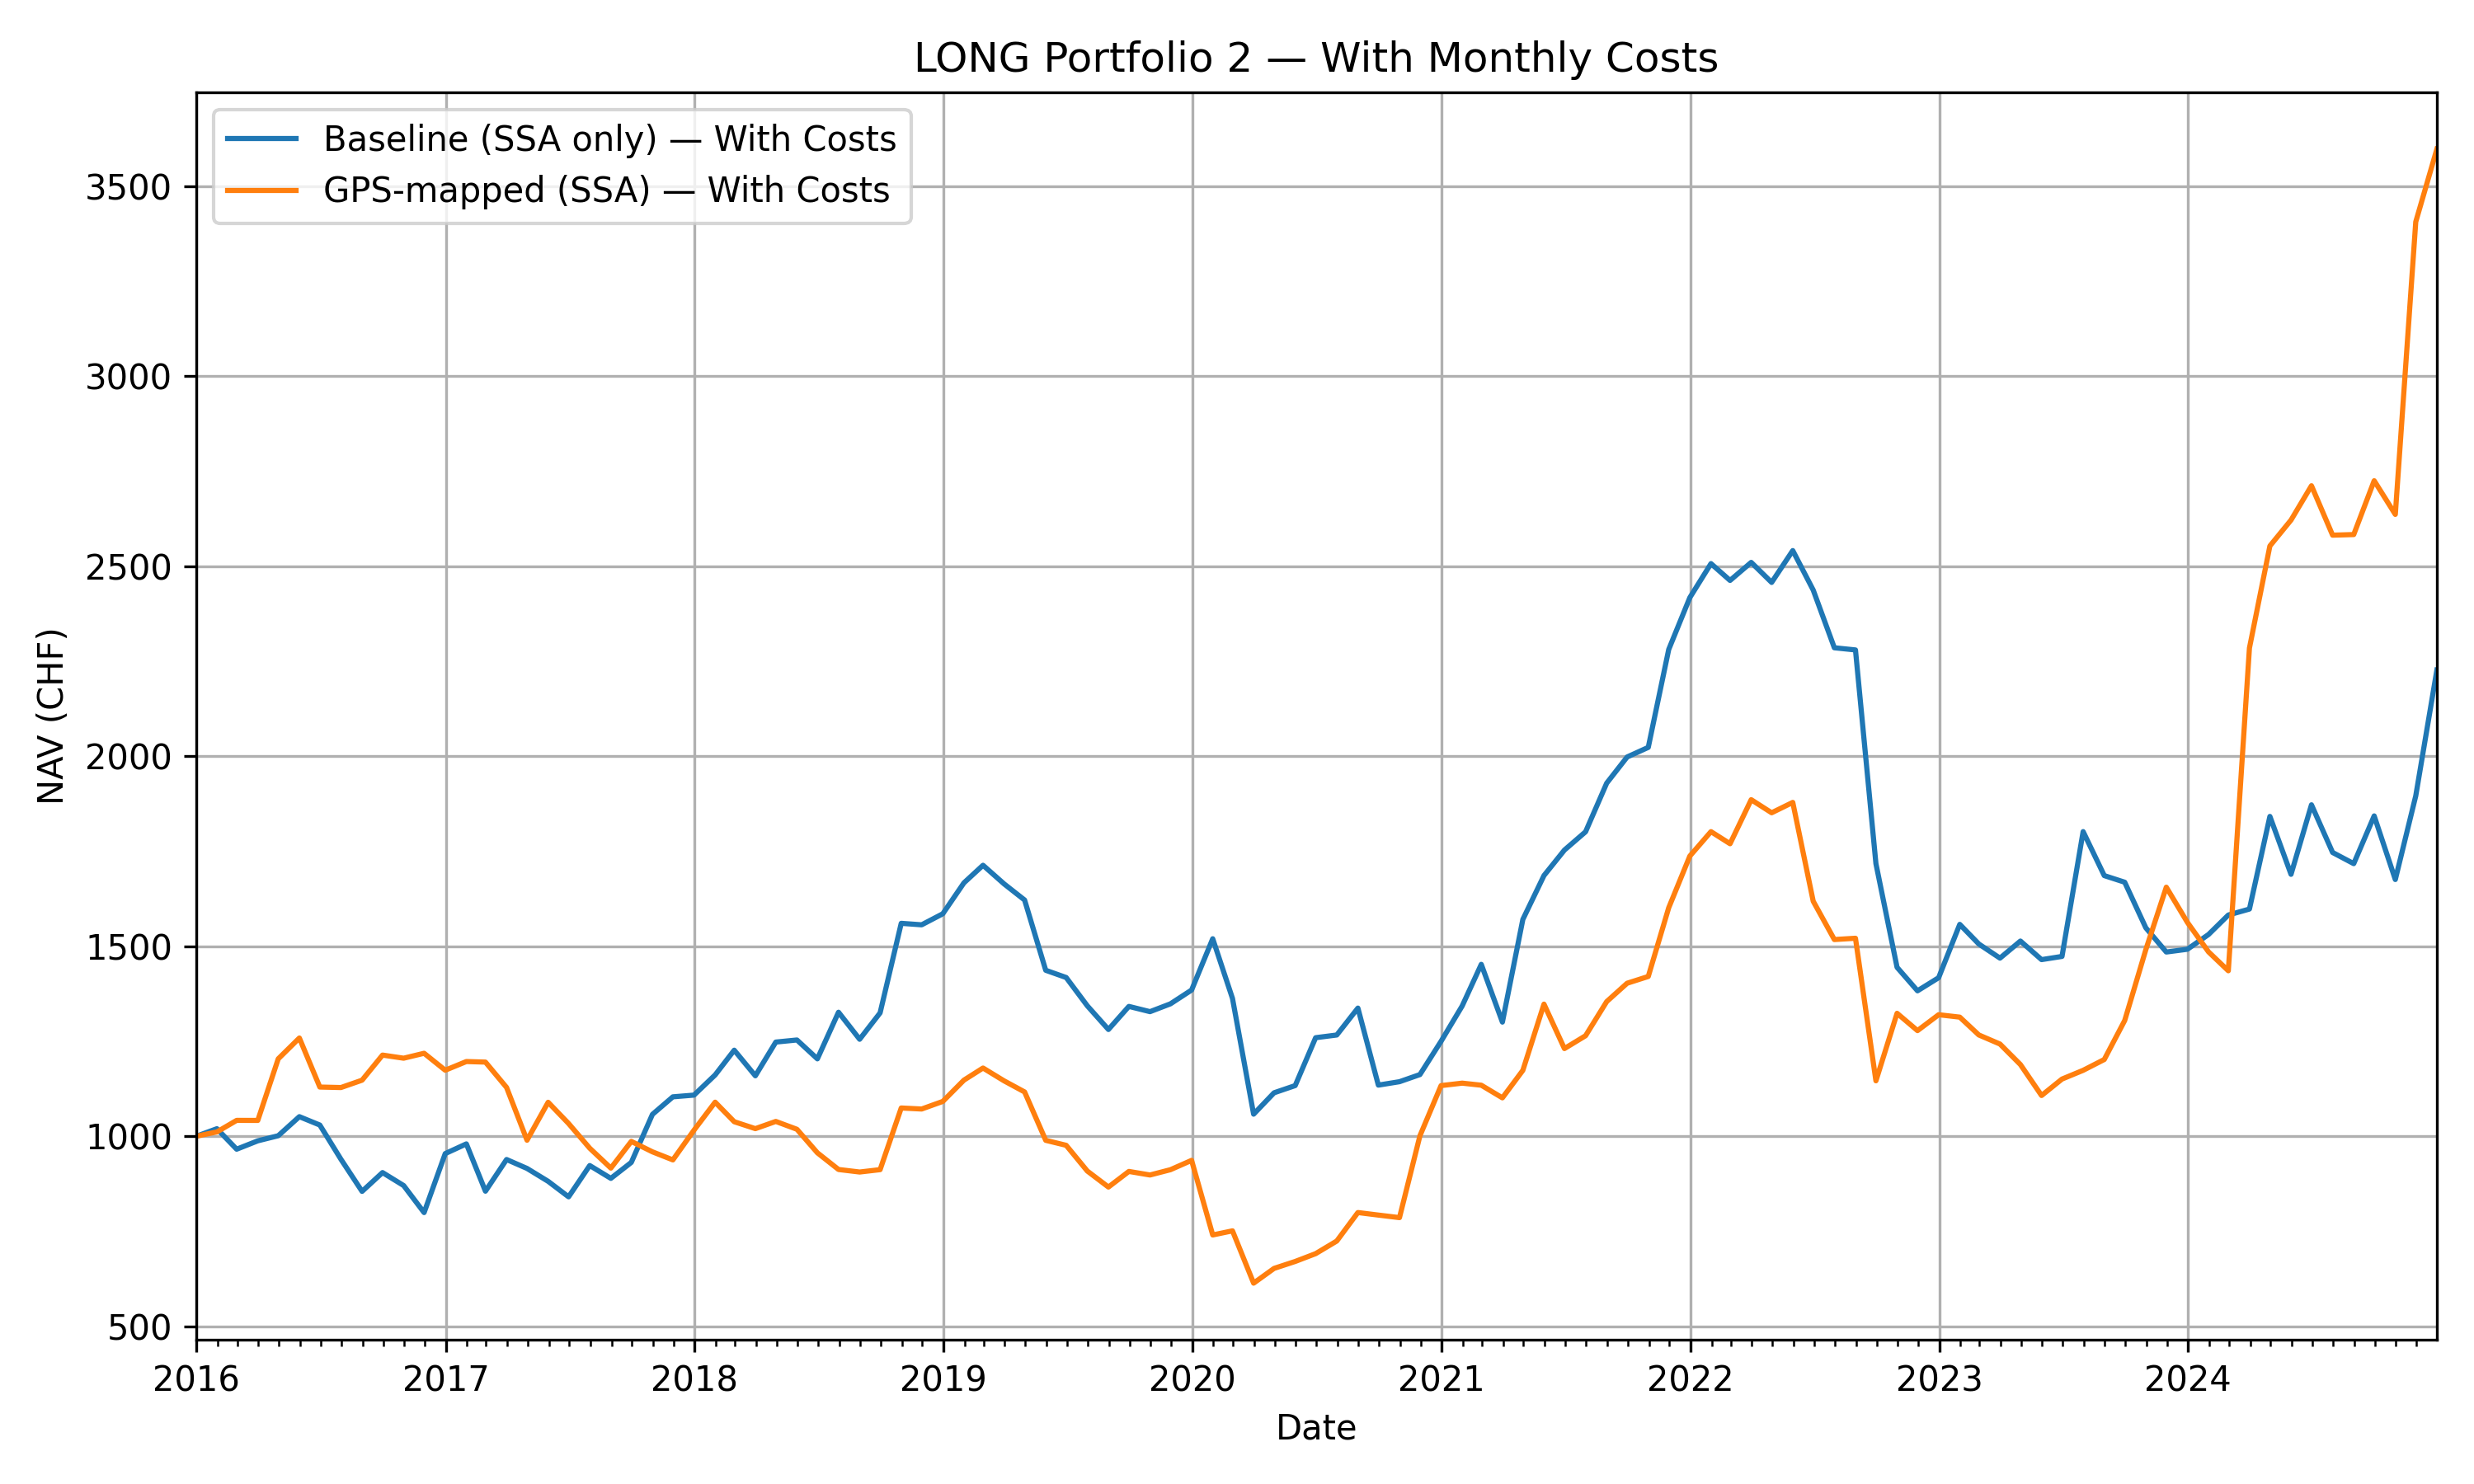 LONG Portfolio 2 — With Monthly Costs
Baseline (SSA only) — With Costs
GPS-mapped (SSA) — With Costs
NAV (CHF)
3500
3000
2500
2000
1500
1000
500
2016 2017 2018 2019 2020 2021 2022 2023 2024
Date